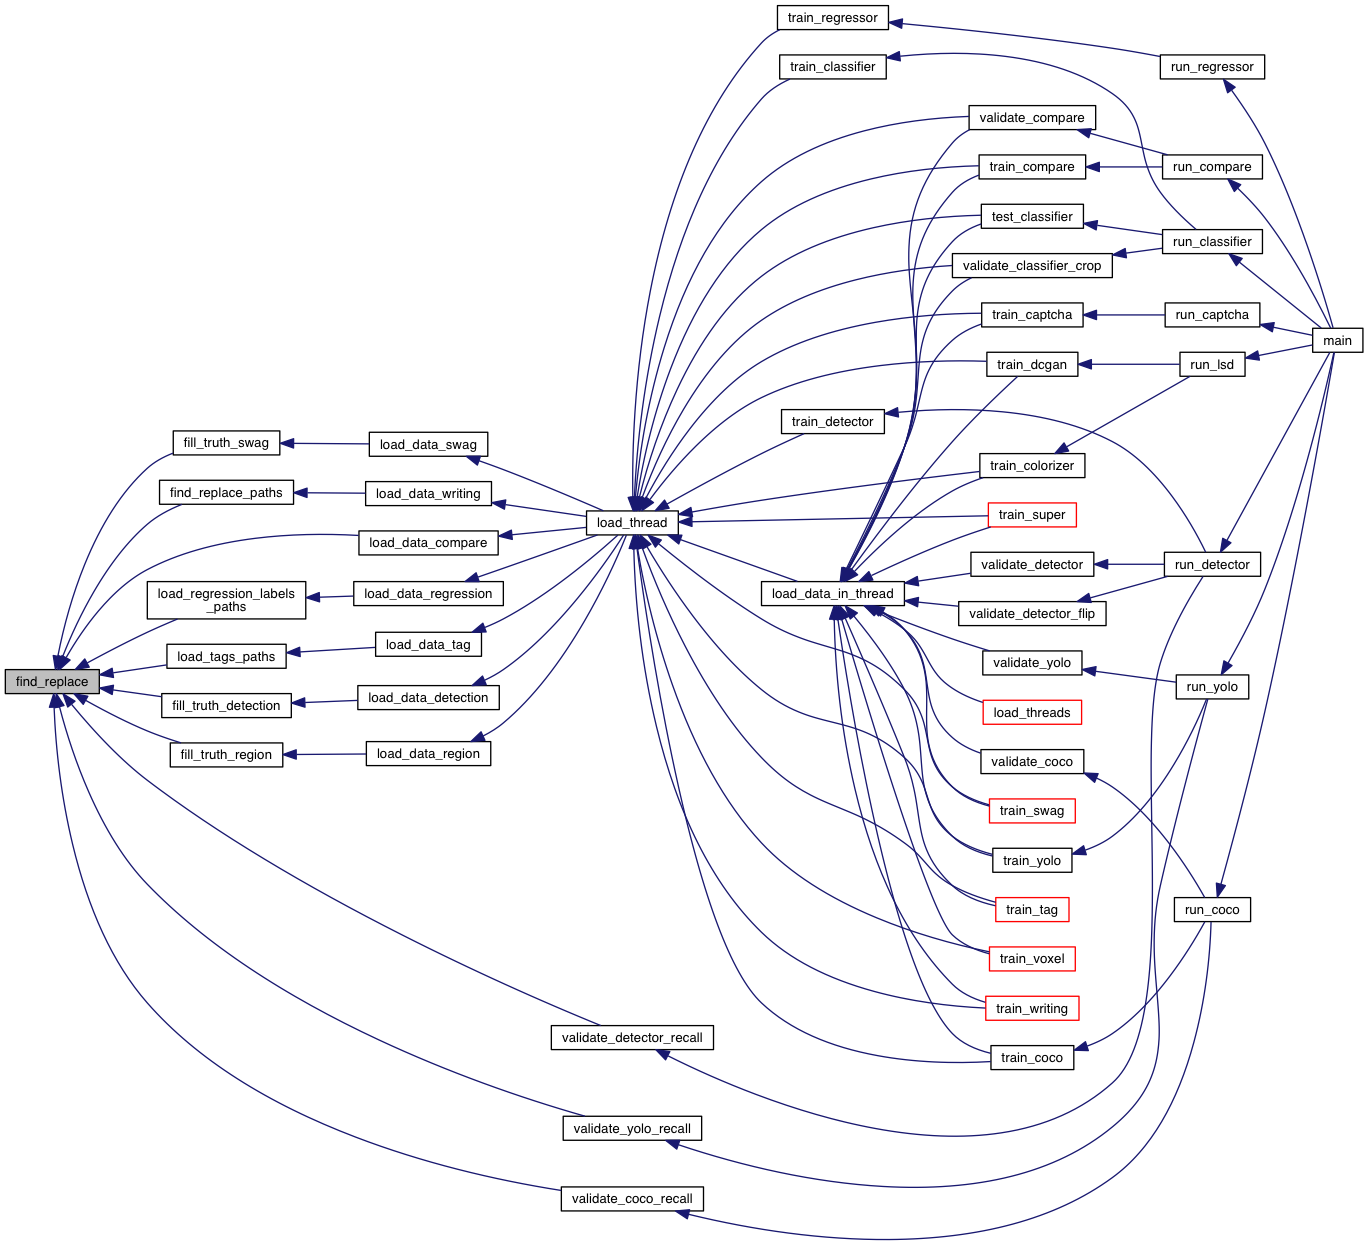 train_regressor
run_regressor
train_classifier
validate_compare
train_compare
run_compare
test_classifier
run_classifier
validate_classifier_crop
train_captcha
run_captcha
main
train_dcgan
run_lsd
train_detector
fill_truth_swag
load_data_swag
train_colorizer
find_replace_paths
load_data_writing
load_thread
train_super
load_data_compare
validate_detector
run_detector
load_regression_labels
_paths
load_data_regression
load_data_in_thread
validate_detector_flip
load_tags_paths
load_data_tag
validate_yolo
find_replace
run_yolo
fill_truth_detection
load_data_detection
load_threads
fill_truth_region
load_data_region
validate_coco
train_swag
train_yolo
train_tag
run_coco
train_voxel
train_writing
validate_detector_recall
train_coco
validate_yolo_recall
validate_coco_recall